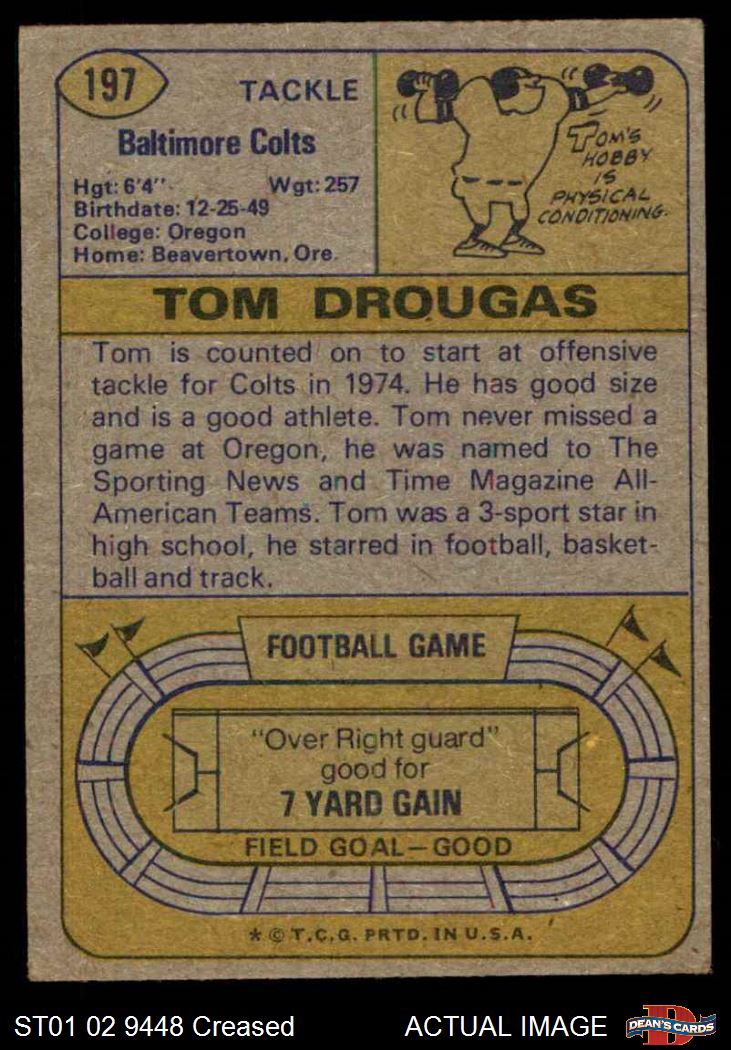 197
TACKLE
Baltimore Colts
Hgt: 6'4"
Wgt: 257
Birthdate: 12-25-49
College: Oregon
Home: Beavertown, Ore.
TOM'S
HOBBY
IS
PHYSICAL
CONDITIONING.
TOM DROUGAS
Tom is counted on to start at offensive
tackle for Colts in 1974. He has good size
and is a good athlete. Tom never missed a
game at Oregon, he was named to The
Sporting News and Time Magazine All-
American Teams. Tom was a 3-sport star in
high school, he starred in football, basket-
ball and track.
FOOTBALL GAME
"Over Right guard"
good for
7 YARD GAIN
FIELD GOAL—GOOD
* © T.C.G. PRTD. IN U.S.A.
ST01 02 9448 Creased
ACTUAL IMAGE
D
DEAN'S CARDS